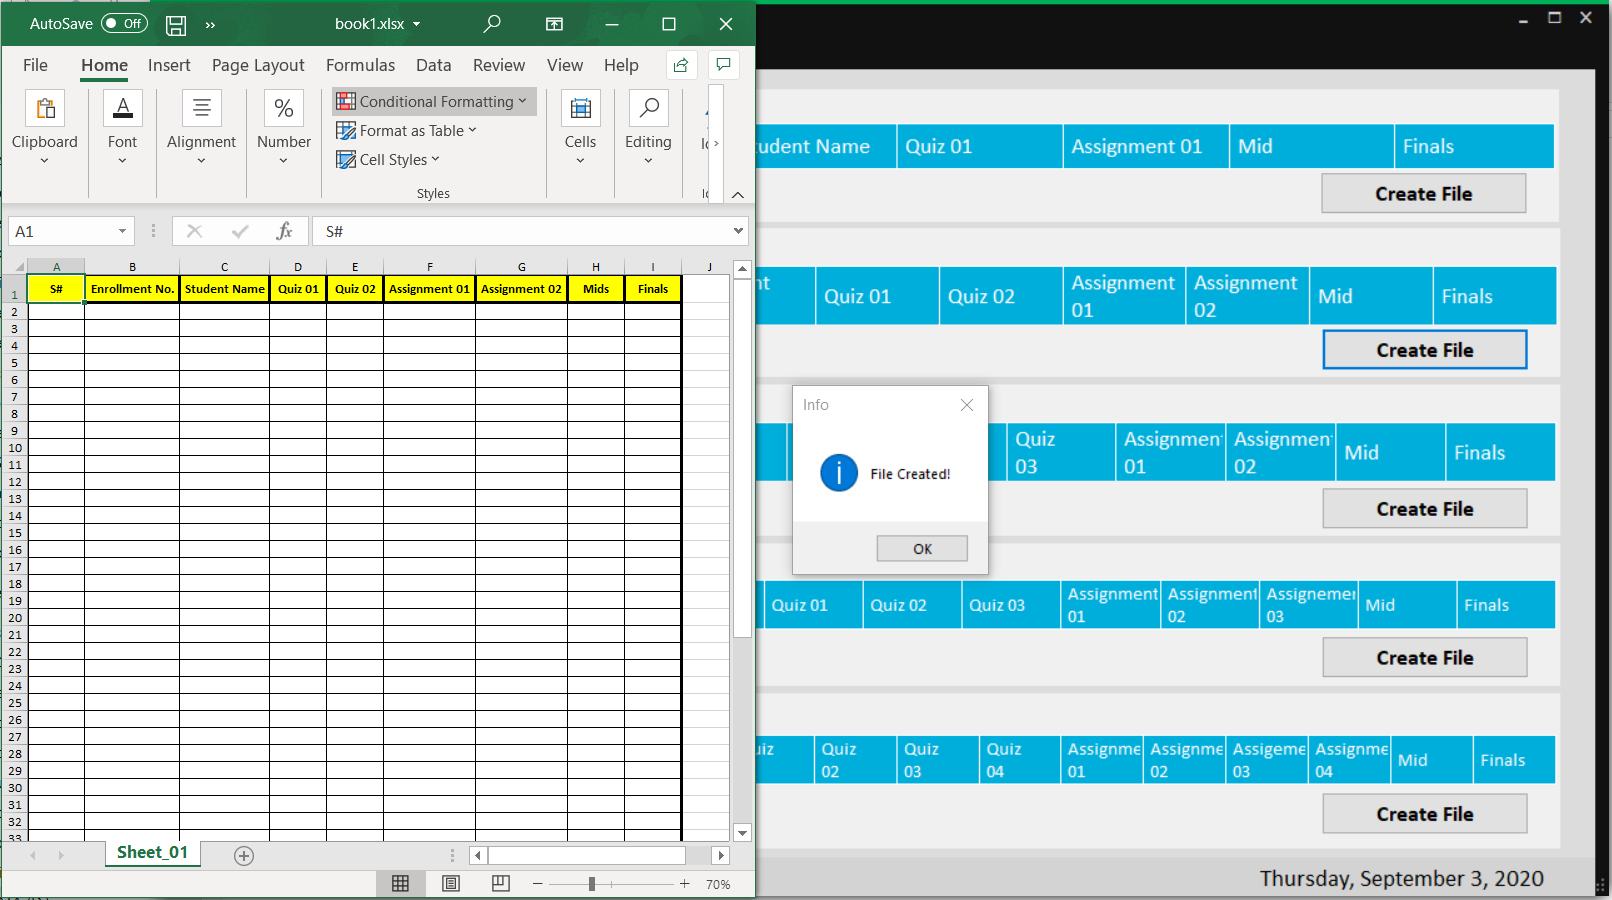 AutoSave Off book1.xlsx
File Home Insert Page Layout Formulas Data Review View Help
Clipboard
Font
Alignment
Number
Conditional Formatting
Format as Table
Cell Styles
Styles
Cells
Editing
A1
fx
S#
A B C D E F G H I J
1 S# Enrollment No. Student Name Quiz 01 Quiz 02 Assignment 01 Assignment 02 Mids Finals
2
3
4
5
6
7
8
9
10
11
12
13
14
15
16
17
18
19
20
21
22
23
24
25
26
27
28
29
30
31
32
33
Sheet_01
70%
udent Name Quiz 01 Assignment 01 Mid Finals
Create File
nt Quiz 01 Quiz 02 Assignment 01 Assignment 02 Mid Finals
Create File
Info
File Created!
OK
Quiz 03 Assignment 01 Assignment 02 Mid Finals
Create File
Quiz 01 Quiz 02 Quiz 03 Assignment 01 Assignment 02 Assignemer 03 Mid Finals
Create File
uiz Quiz 02 Quiz 03 Quiz 04 Assignme 01 Assignme 02 Assigeme 03 Assignme 04 Mid Finals
Create File
Thursday, September 3, 2020